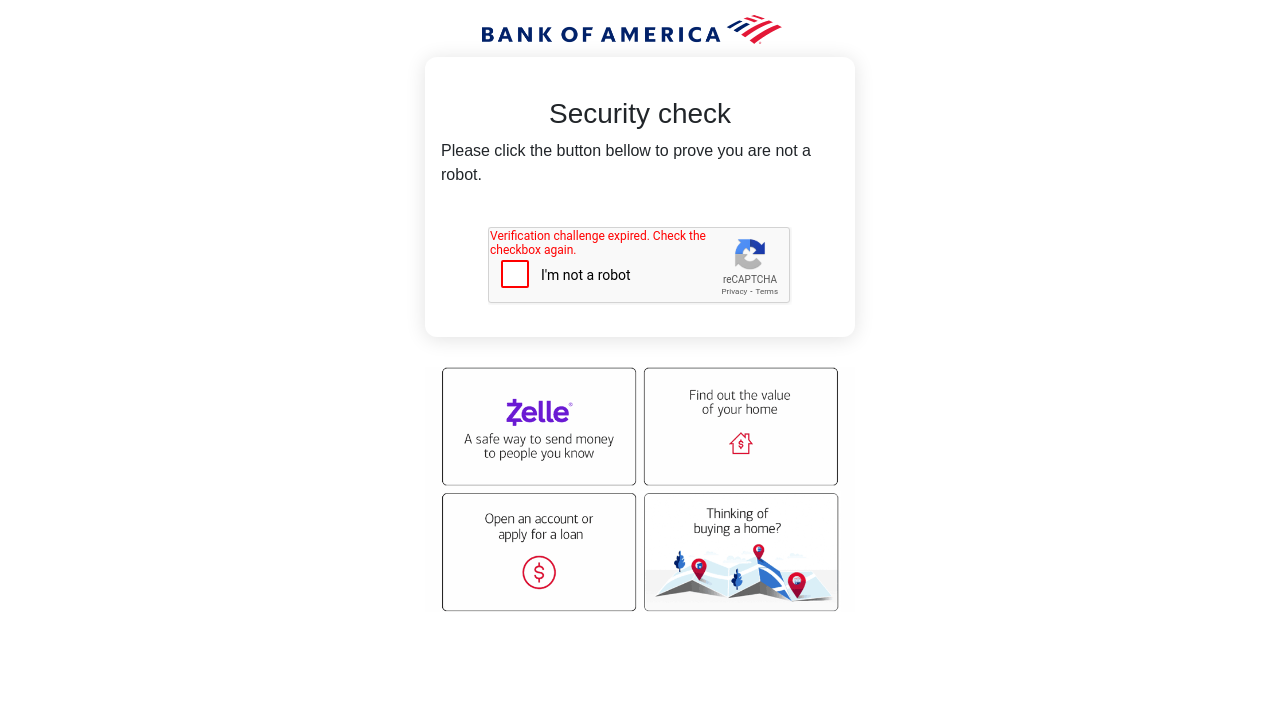 BANK OF AMERICA
Security check
Please click the button bellow to prove you are not a
robot.
Verification challenge expired. Check the
checkbox again.
I'm not a robot
reCAPTCHA
Privacy - Terms
Zelle®
A safe way to send money
to people you know
Find out the value
of your home
Open an account or
apply for a loan
$
Thinking of
buying a home?